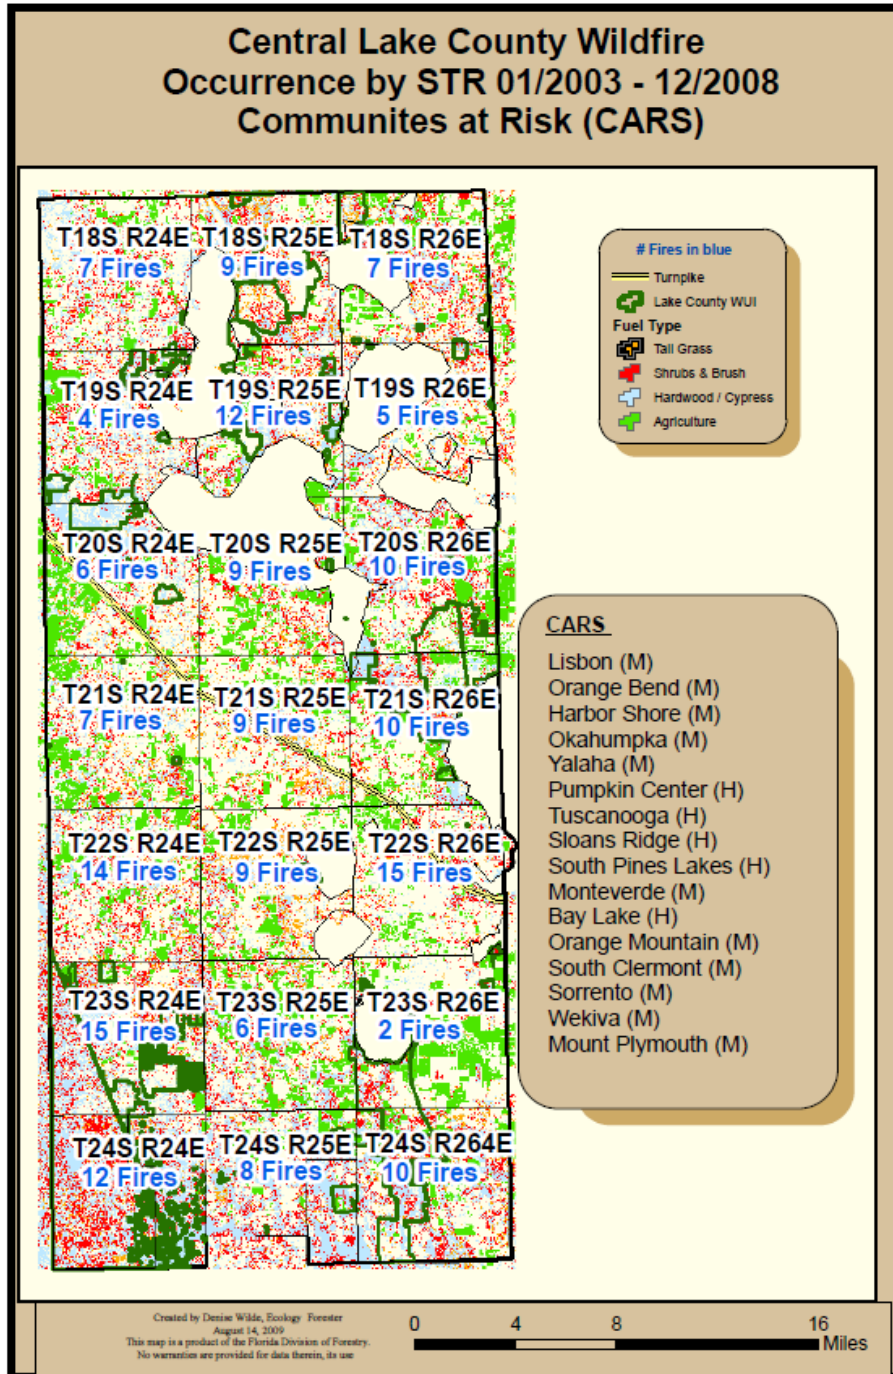 Central Lake County Wildfire
Occurrence by STR 01/2003 - 12/2008
Communites at Risk (CARS)
T18S R24E T18S R25E T18S R26E
7 Fires 9 Fires 7 Fires
T19S R24E T19S R25E T19S R26E
4 Fires 12 Fires 5 Fires
T20S R24E T20S R25E T20S R26E
6 Fires 9 Fires 10 Fires
T21S R24E T21S R25E T21S R26E
7 Fires 9 Fires 10 Fires
T22S R24E T22S R25E T22S R26E
14 Fires 9 Fires 15 Fires
T23S R24E T23S R25E T23S R26E
15 Fires 6 Fires 2 Fires
T24S R24E T24S R25E T24S R264E
12 Fires 8 Fires 10 Fires
# Fires in blue
Turnpike
Lake County WUI
Fuel Type
Tall Grass
Shrubs & Brush
Hardwood / Cypress
Agriculture
CARS
Lisbon (M)
Orange Bend (M)
Harbor Shore (M)
Okahumpka (M)
Yalaha (M)
Pumpkin Center (H)
Tuscanooga (H)
Sloans Ridge (H)
South Pines Lakes (H)
Monteverde (M)
Bay Lake (H)
Orange Mountain (M)
South Clermont (M)
Sorrento (M)
Wekiva (M)
Mount Plymouth (M)
Created by Denise Wilde, Ecology Forester
August 14, 2009
This map is a product of the Florida Division of Forestry.
No warranties are provided for data therein, its use
0 4 8 16
Miles